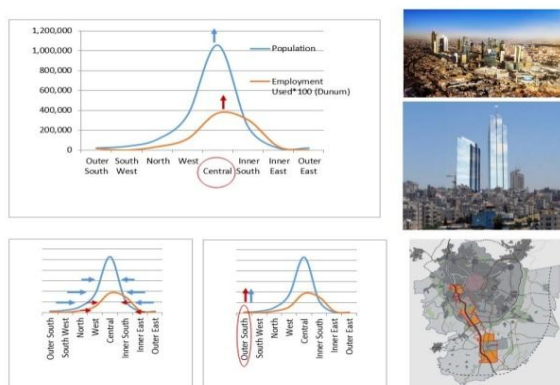 1,200,000
1,000,000
800,000
600,000
400,000
200,000
0
Population
Employment
Used*100 (Dunum)
Outer South
South West
North
West
Central
Inner South
Inner East
Outer East
Outer South
South West
North
West
Central
Inner South
Inner East
Outer East
Outer South
South West
North
West
Central
Inner South
Inner East
Outer East